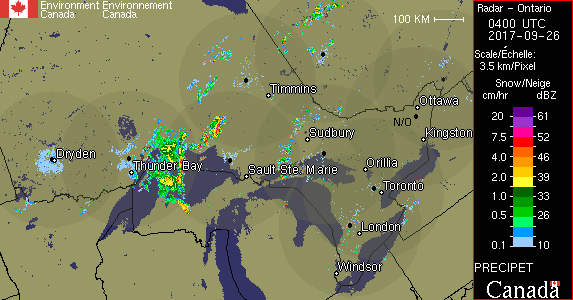 Environment Environnement
Canada Canada
100 KM
Timmins
Ottawa
N/O
Sudbury
Kingston
Dryden
Thunder Bay
Sault Ste. Marie
Orillia
Toronto
London
Windsor
Radar - Ontario
0400 UTC
2017-09-26
Scale/Échelle:
3.5 km/Pixel
Snow/Neige
cm/hr dBZ
20 61
7.5 52
4.0 46
2.0 39
1.0 33
0.5 26
0.1 10
PRECIPET
Canada